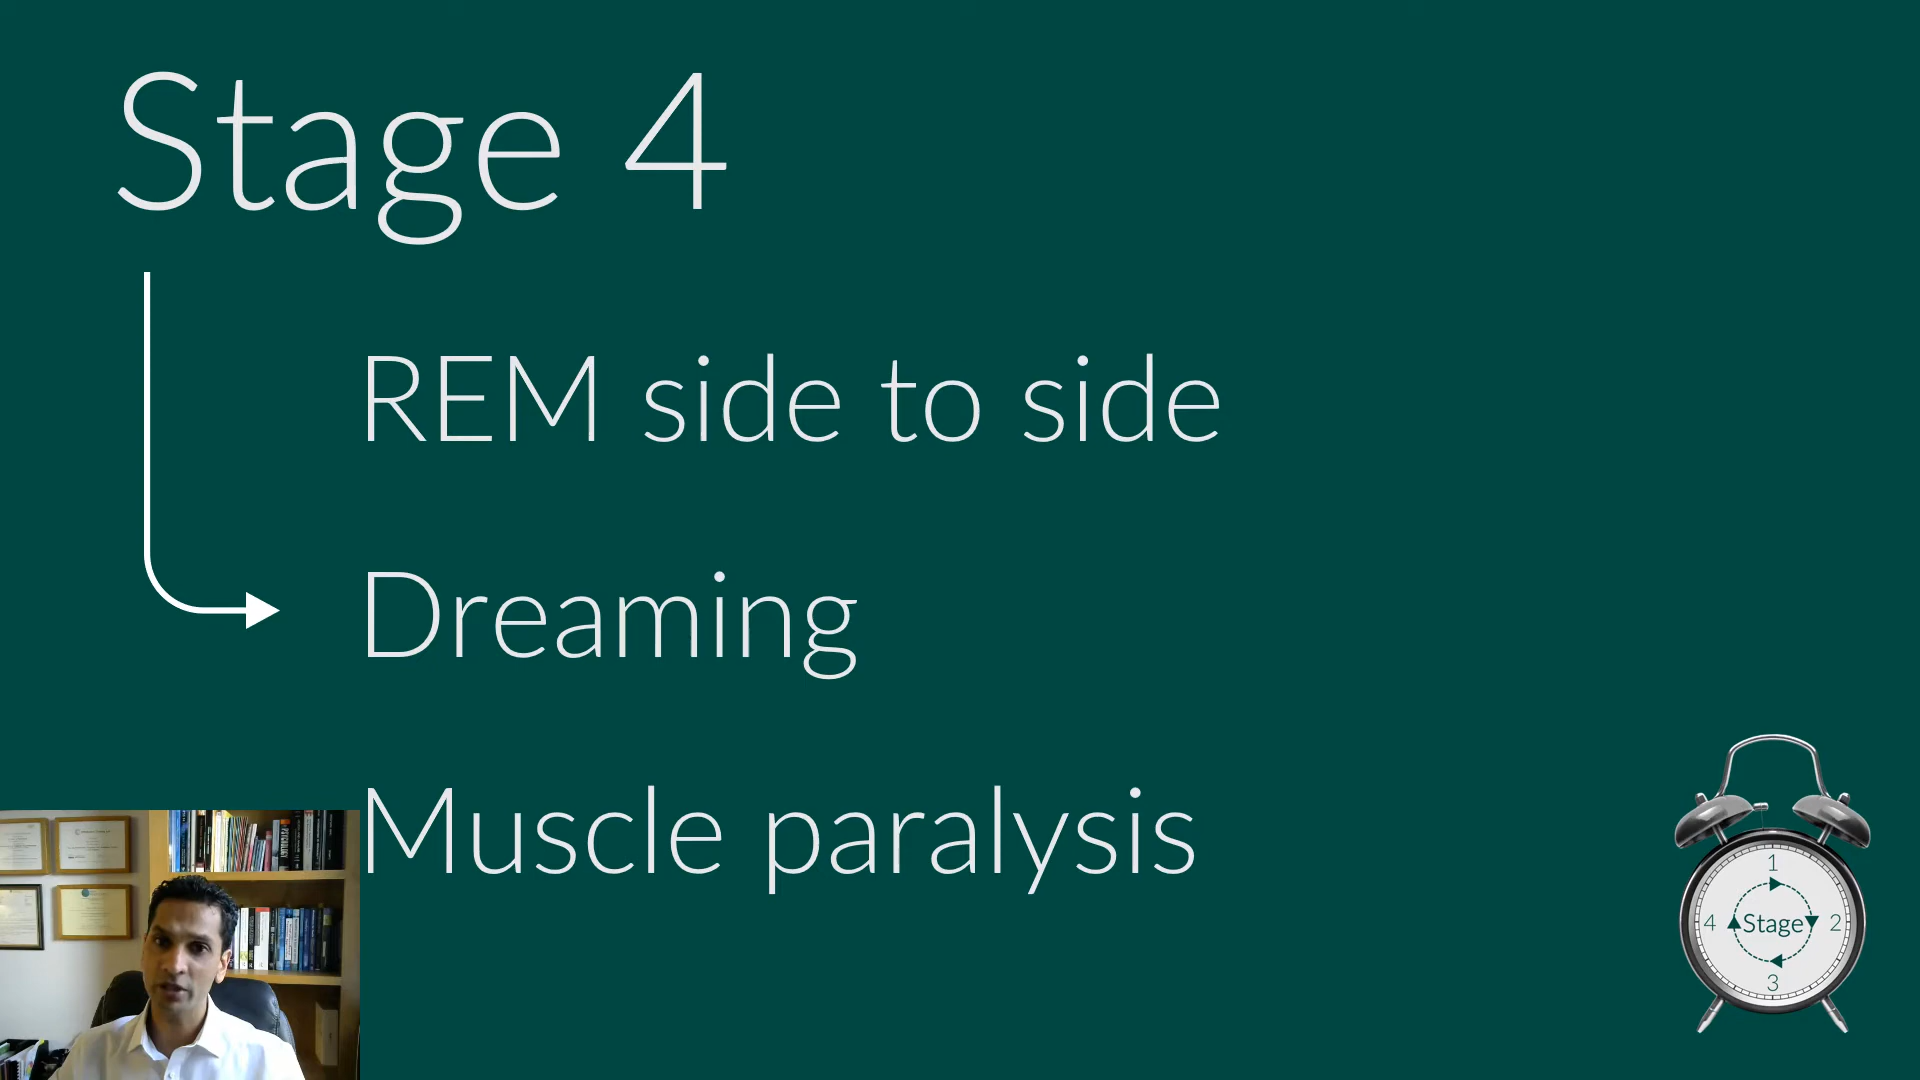 Stage 4
REM side to side
Dreaming
Muscle paralysis
1
4 Stage 2
3